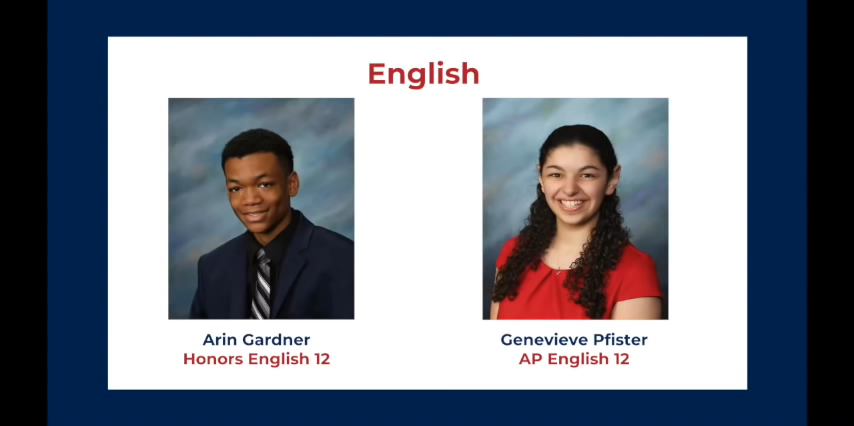 English
Arin Gardner
Honors English 12
Genevieve Pfister
AP English 12